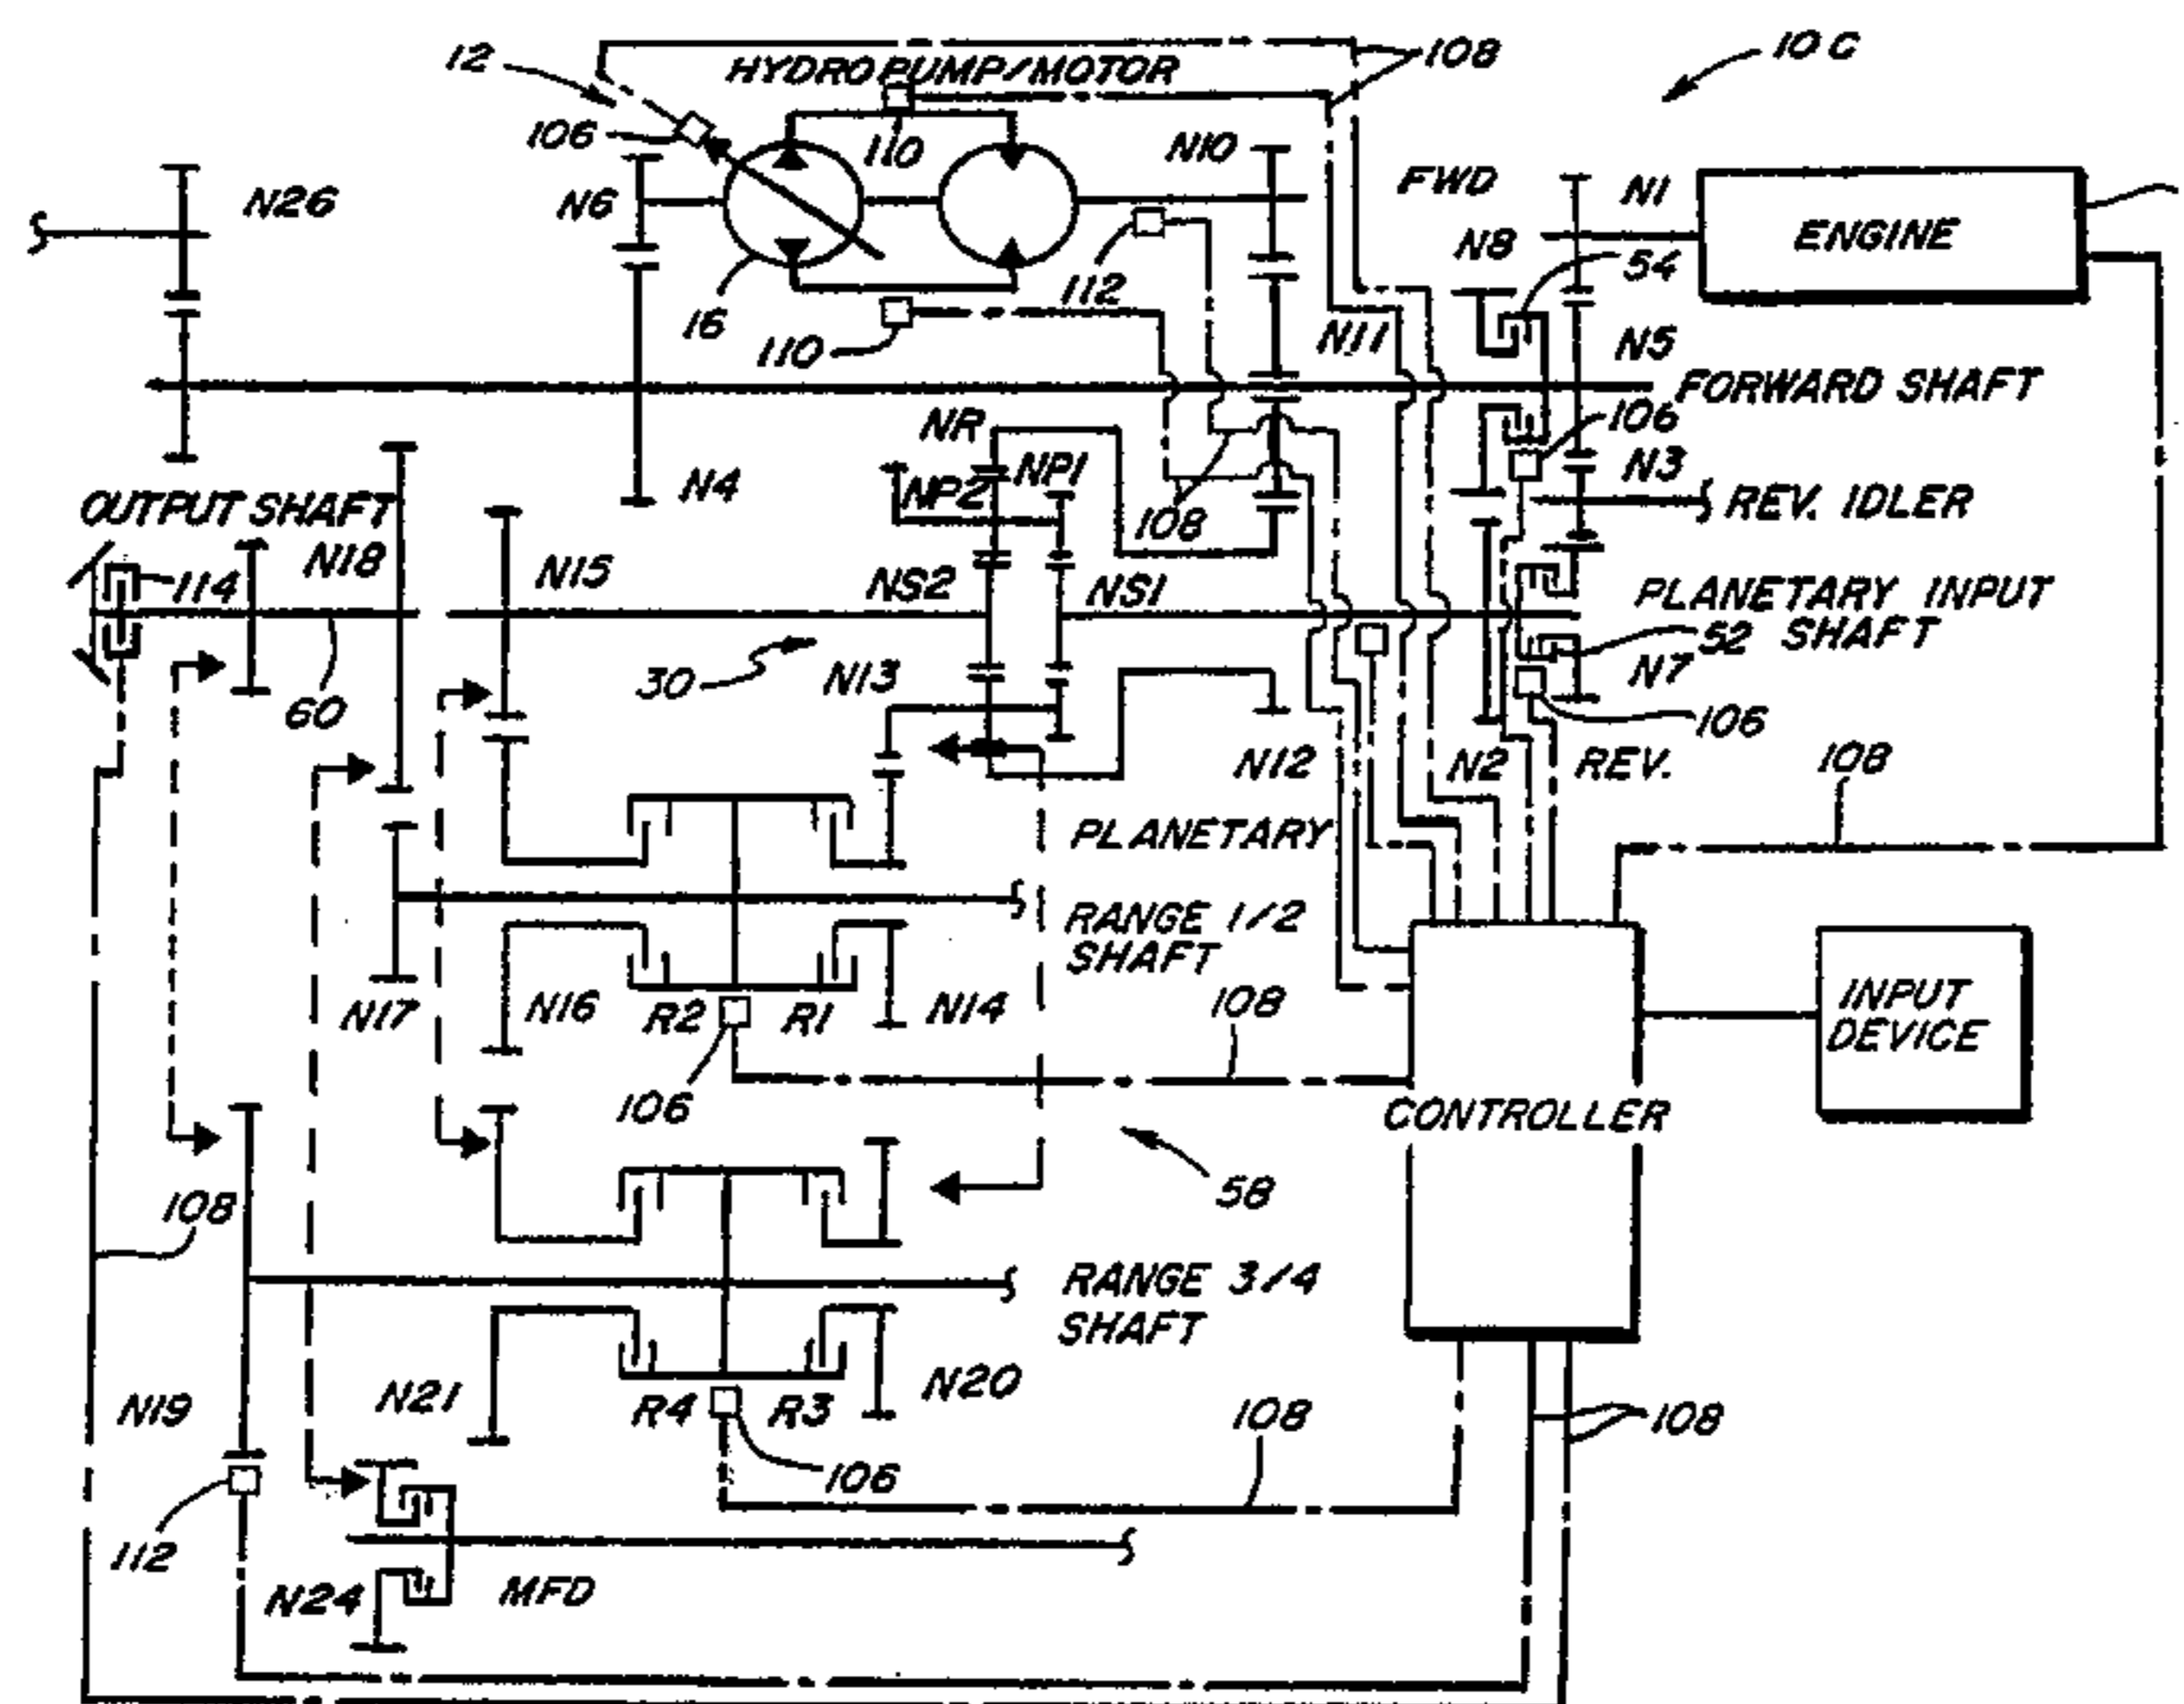 12
HYDRO PUMP/MOTOR
108
10C
106
110
N10
FWD
N1
ENGINE
N26
N6
N8
54
16
110
112
N11
N5
FORWARD SHAFT
106
NR
NP1
N3
N4
NP2
OUTPUT SHAFT
108
REV. IDLER
N18
114
N15
NS2
NS1
PLANETARY INPUT
SHAFT
52
60
30
N13
N7
106
N12
N2
REV.
108
PLANETARY
RANGE 1/2
SHAFT
N17
N16
R2
R1
N14
108
INPUT
DEVICE
106
CONTROLLER
58
108
RANGE 3/4
SHAFT
N19
N21
R4
R3
N20
108
108
106
112
N24
MFD